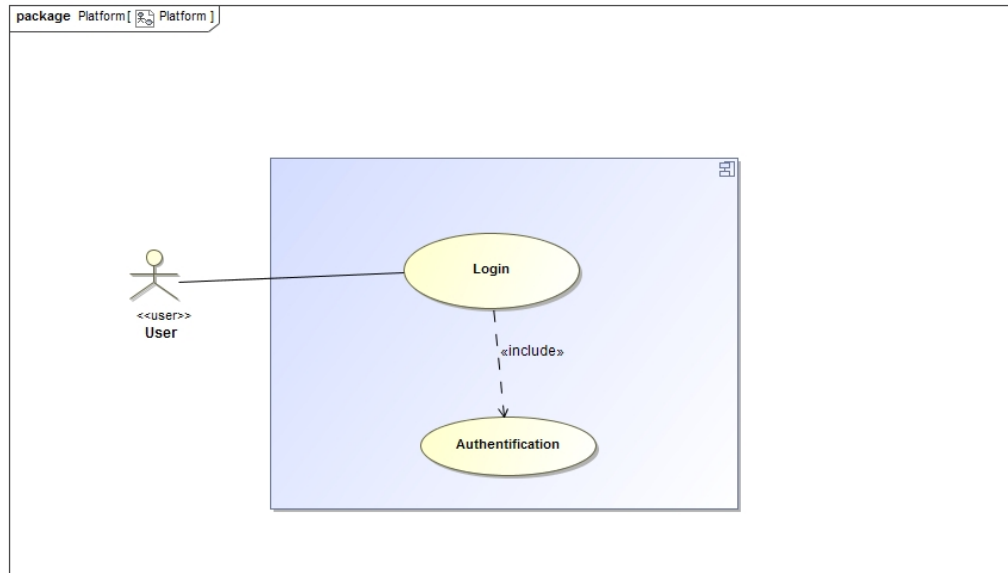 package Platform [ Platform ]
Login
<<user>>
User
«include»
Authentification